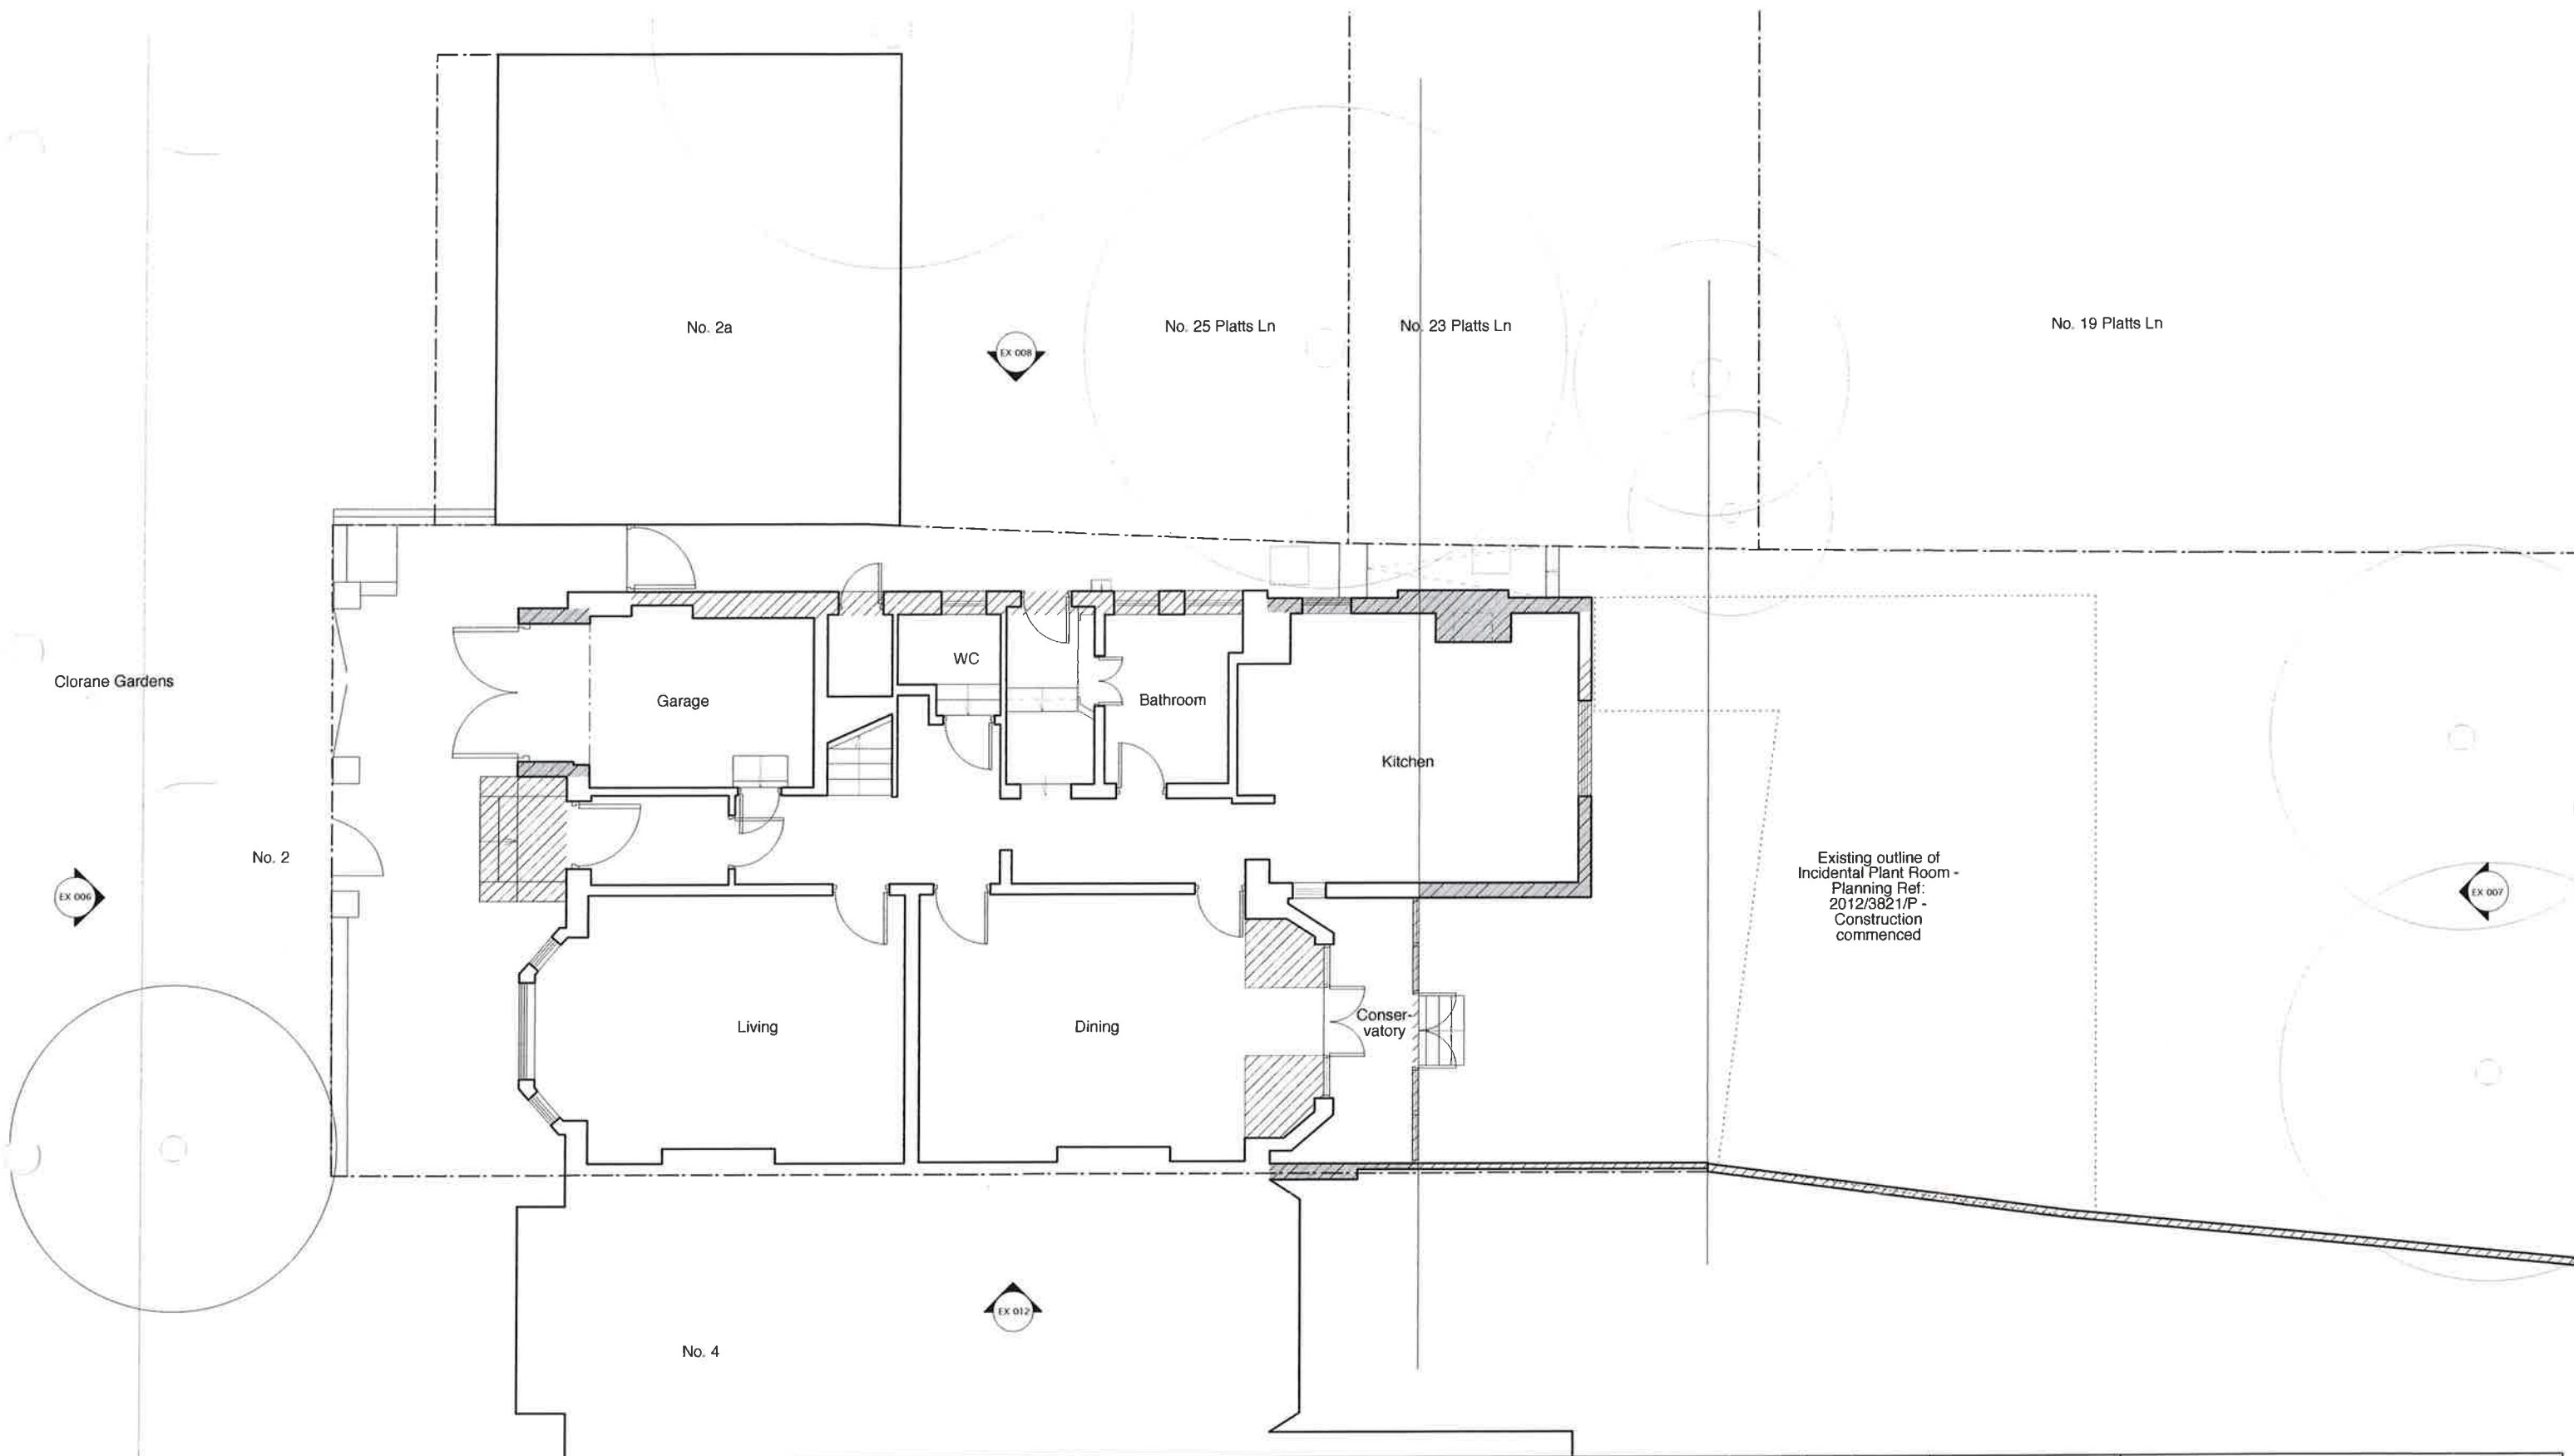 No. 2a
No. 25 Platts Ln
No. 23 Platts Ln
No. 19 Platts Ln
EX 008
WC
Clorane Gardens
Garage
Bathroom
Kitchen
No. 2
EX 006
Existing outline of
Incidental Plant Room -
Planning Ref:
2012/3821/P -
Construction
commenced
EX 007
Living
Dining
Conser-
vatory
EX 012
No. 4